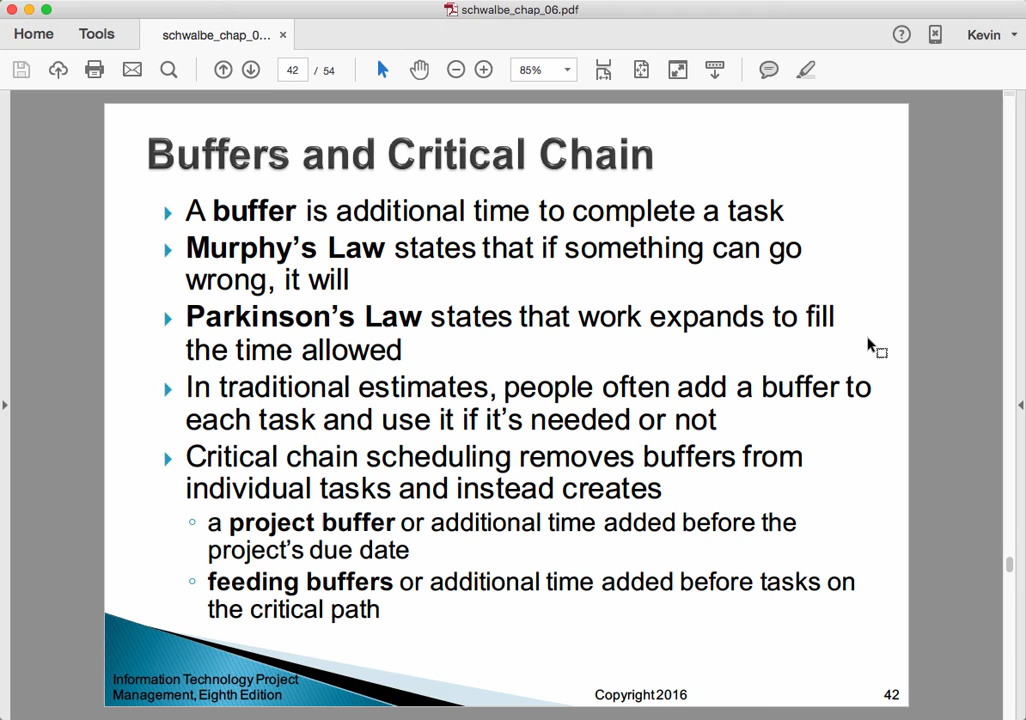 schwalbe_chap_06.pdf
Home Tools schwalbe_chap_0... × ? Kevin
42 / 54 85%
Buffers and Critical Chain
A buffer is additional time to complete a task
Murphy's Law states that if something can go
wrong, it will
Parkinson's Law states that work expands to fill
the time allowed
In traditional estimates, people often add a buffer to
each task and use it if it's needed or not
Critical chain scheduling removes buffers from
individual tasks and instead creates
a project buffer or additional time added before the
project's due date
feeding buffers or additional time added before tasks on
the critical path
Information Technology Project
Management, Eighth Edition Copyright 2016 42